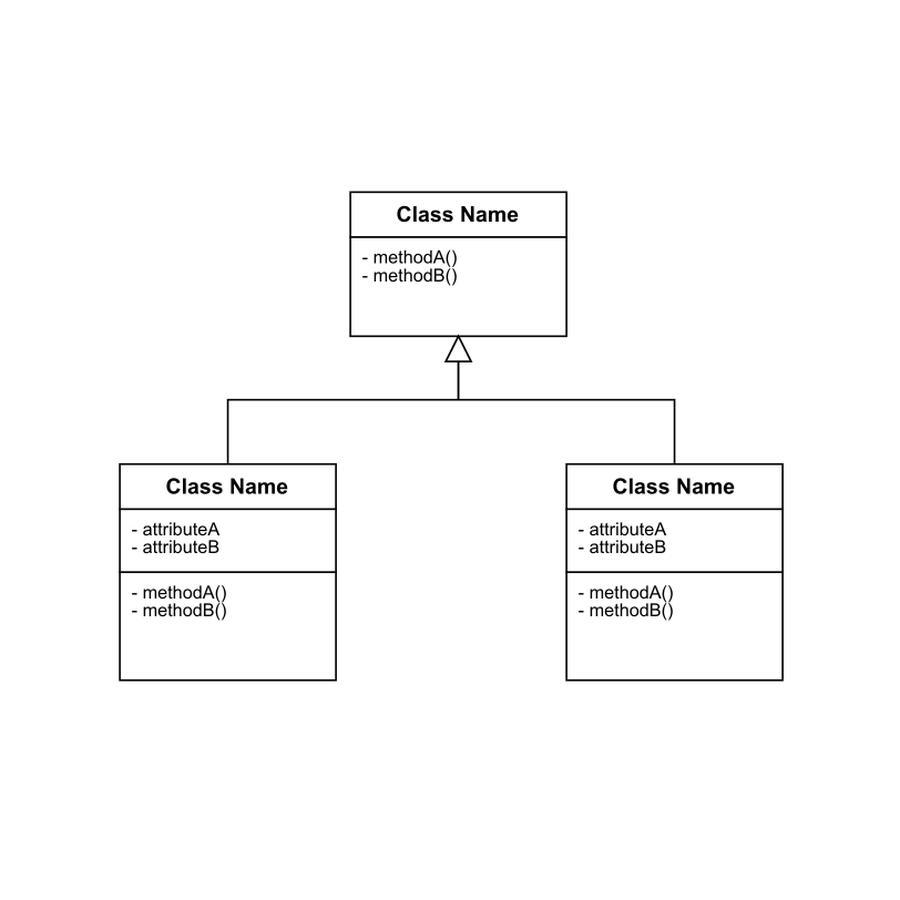 Class Name
- methodA()
- methodB()
Class Name
- attributeA
- attributeB
- methodA()
- methodB()
Class Name
- attributeA
- attributeB
- methodA()
- methodB()